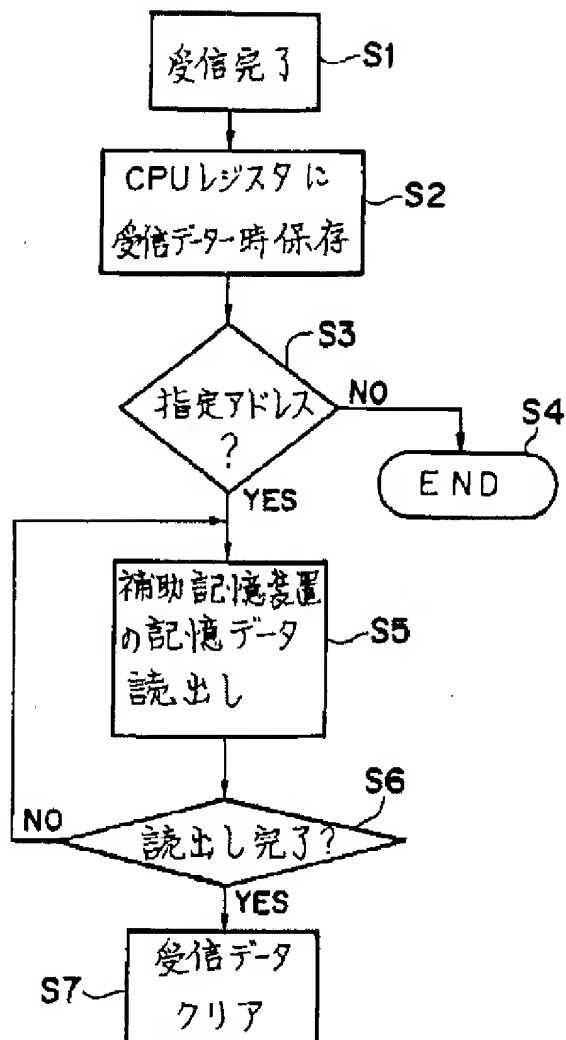 受信完了
S1
CPUレジスタに
受信データ一時保存
S2
指定アドレス
?
S3
NO
S4
END
YES
補助記憶装置
の記憶データ
読出し
S5
読出し完了?
S6
NO
YES
受信データ
クリア
S7